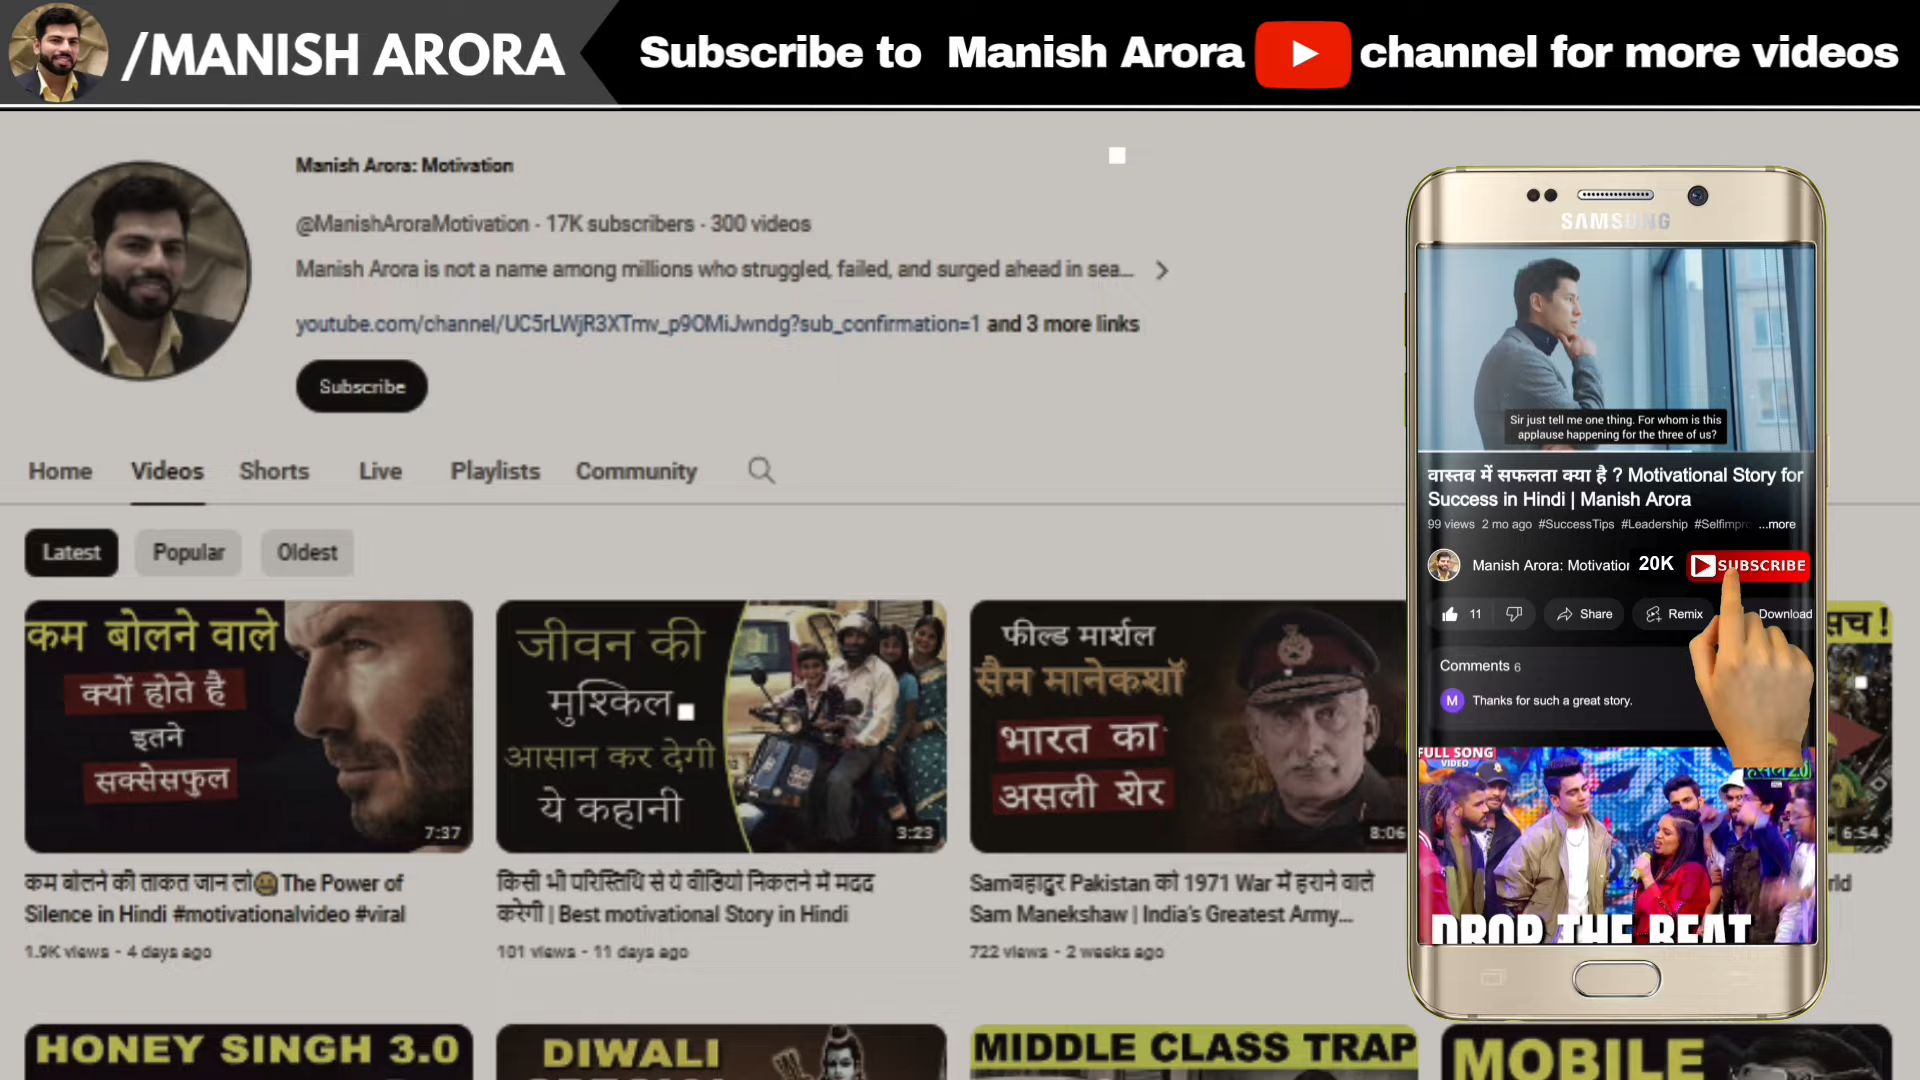 /MANISH ARORA
Subscribe to Manish Arora channel for more videos
Manish Arora: Motivation
@ManishAroraMotivation - 17K subscribers - 300 videos
Manish Arora is not a name among millions who struggled, failed, and surged ahead in sea...
youtube.com/channel/UC5rLWjR3XTmv_p9OMiJwndg?sub_confirmation=1 and 3 more links
Subscribe
Home Videos Shorts Live Playlists Community
Latest Popular Oldest
कम बोलने वाले
क्यों होते है
इतने
सक्सेसफुल
7:37
जीवन की
मुश्किल
आसान कर देगी
ये कहानी
3:23
फील्ड मार्शल
सैम मानेकशॉ
भारत का
असली शेर
8:06
सच !
6:54
कम बोलने की ताकत जान लो🤐The Power of
Silence in Hindi #motivationalvideo #viral
1.9K views - 4 days ago
किसी भी परिस्तिथि से ये वीडियो निकलने में मदद
करेगी | Best motivational Story in Hindi
101 views - 11 days ago
Samबहादुर Pakistan को 1971 War में हराने वाले
Sam Manekshaw | India's Greatest Army...
722 views - 2 weeks ago
HONEY SINGH 3.0
DIWALI
MIDDLE CLASS TRAP
MOBILE
SAMSUNG
Sir just tell me one thing. For whom is this
applause happening for the three of us?
वास्तव में सफलता क्या है ? Motivational Story for
Success in Hindi | Manish Arora
99 views 2 mo ago #SuccessTips #Leadership #Selfimpr ...more
Manish Arora: Motivation 20K SUBSCRIBE
11 Share Remix Download
Comments 6
M Thanks for such a great story.
FULL SONG
VIDEO
हसल 2.0
DROP THE BEAT